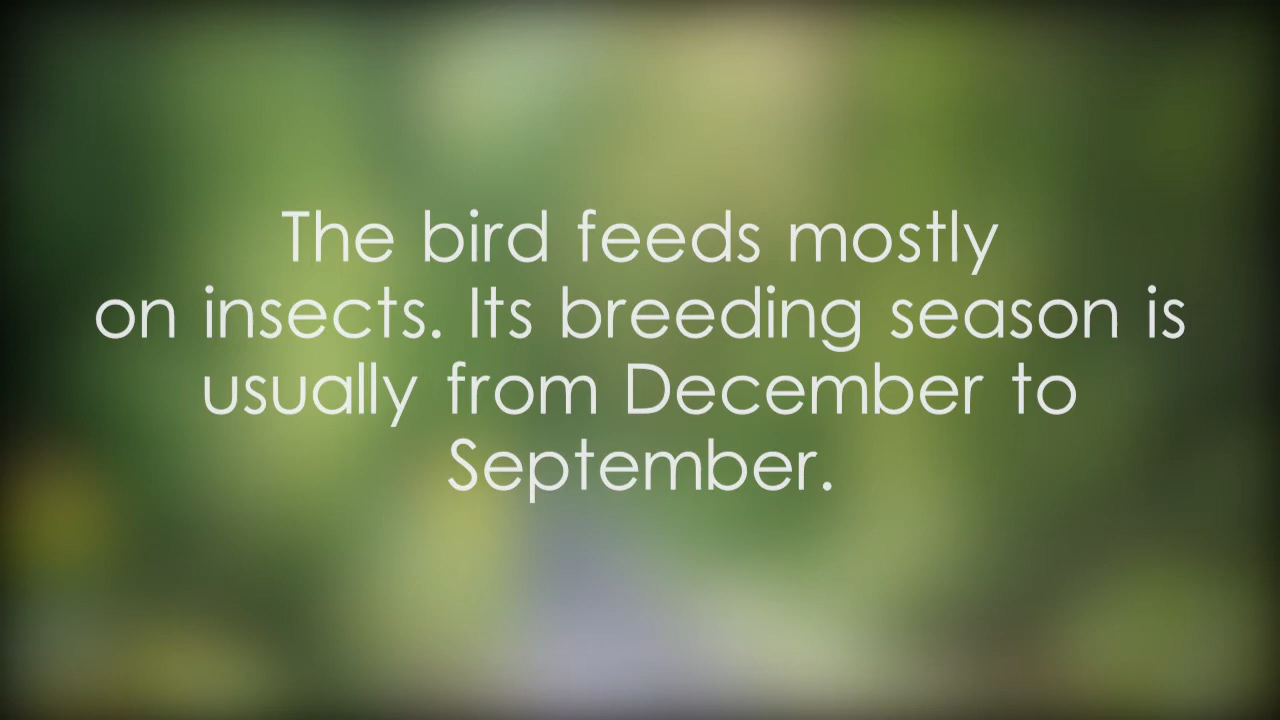 The bird feeds mostly
on insects. Its breeding season is
usually from December to
September.